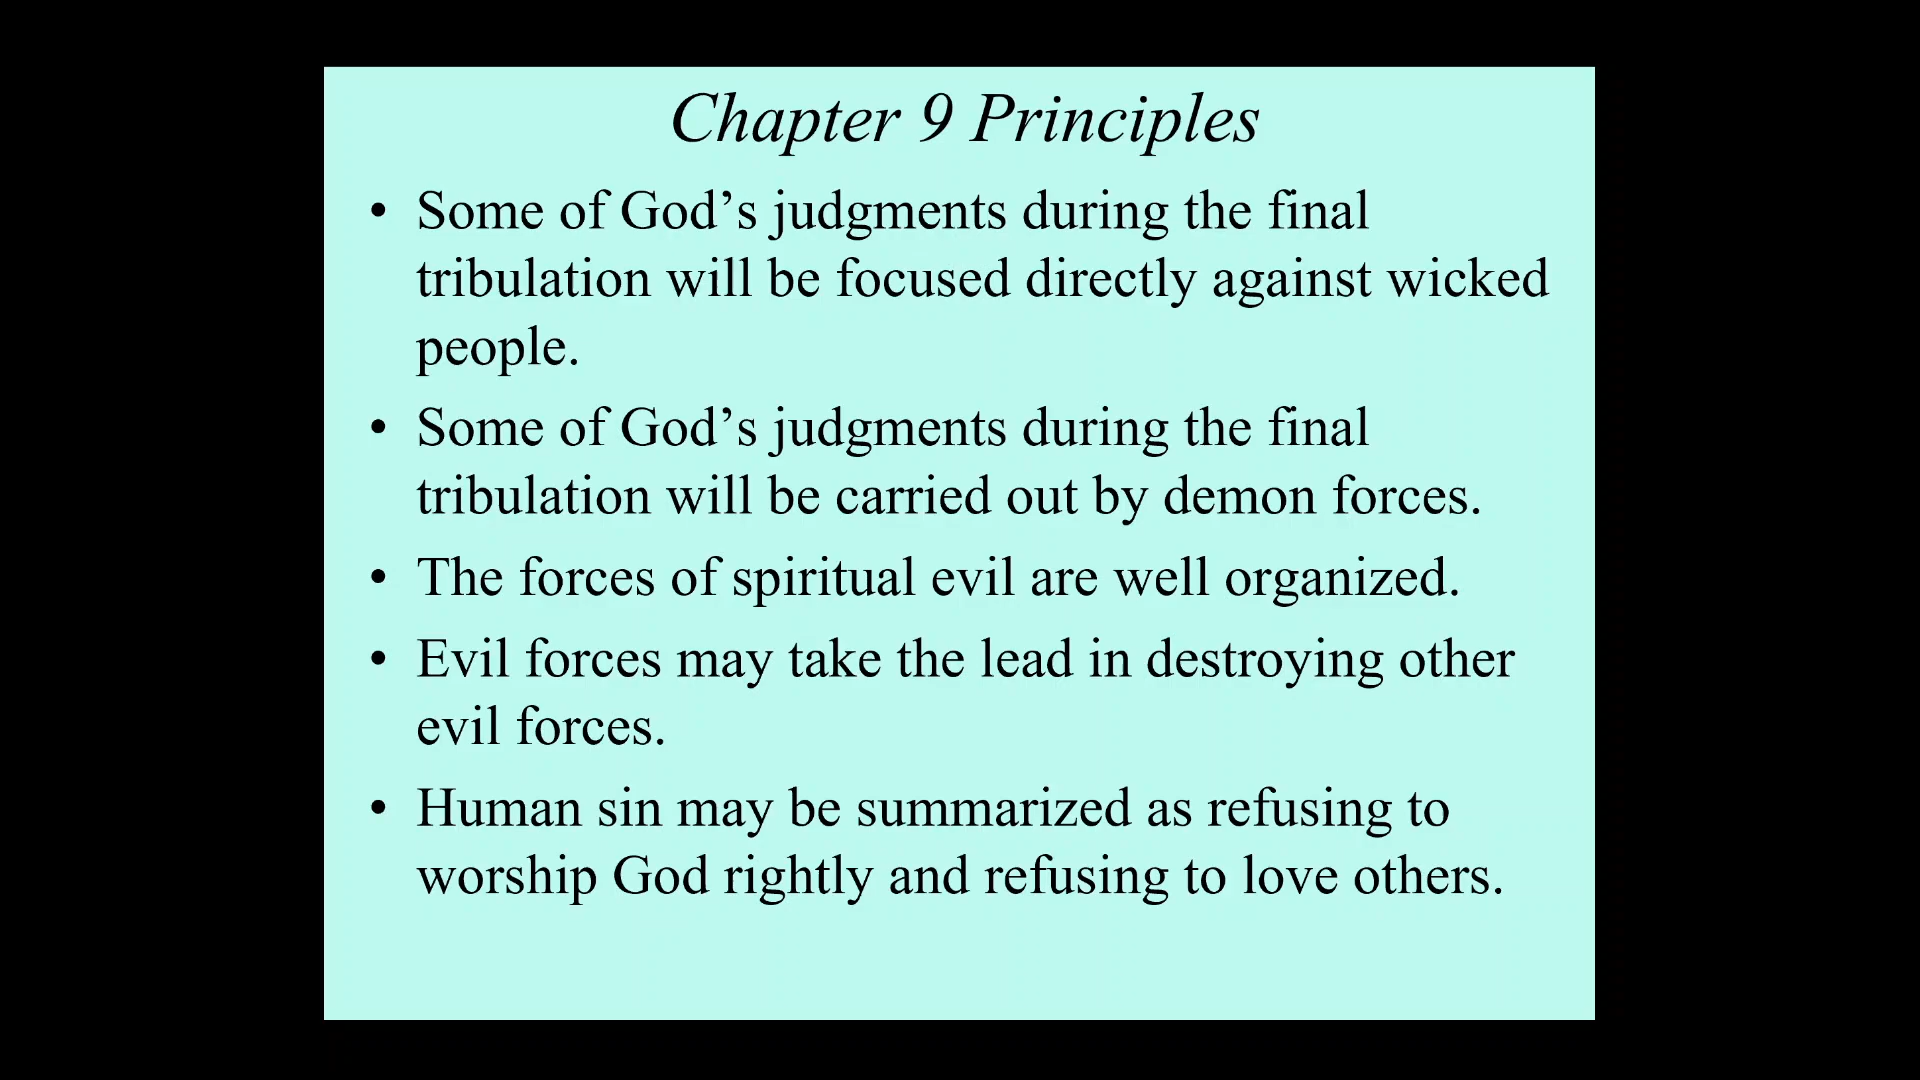 Chapter 9 Principles
• Some of God’s judgments during the final
tribulation will be focused directly against wicked
people.
• Some of God’s judgments during the final
tribulation will be carried out by demon forces.
• The forces of spiritual evil are well organized.
• Evil forces may take the lead in destroying other
evil forces.
• Human sin may be summarized as refusing to
worship God rightly and refusing to love others.